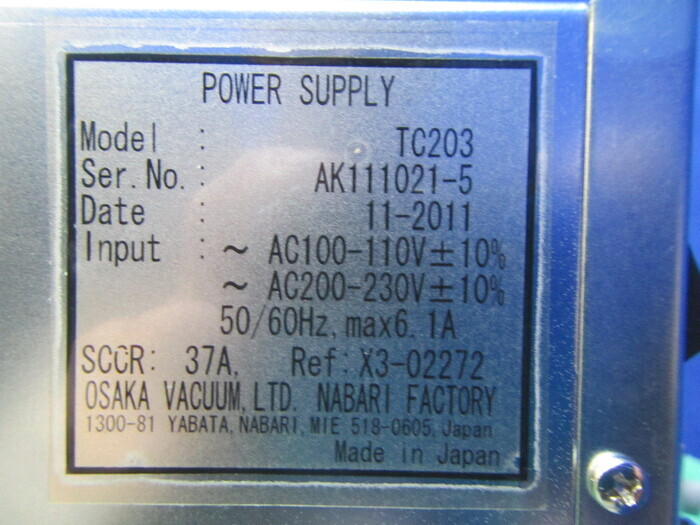 POWER SUPPLY
Model : TC203
Ser.No. : AK111021-5
Date : 11-2011
Input : ~ AC100-110V±10%
~ AC200-230V±10%
50/60Hz, max6.1A
SCCR: 37A, Ref:X3-02272
OSAKA VACUUM,LTD. NABARI FACTORY
1300-81 YABATA,NABARI,MIE 518-0605,Japan
Made in Japan